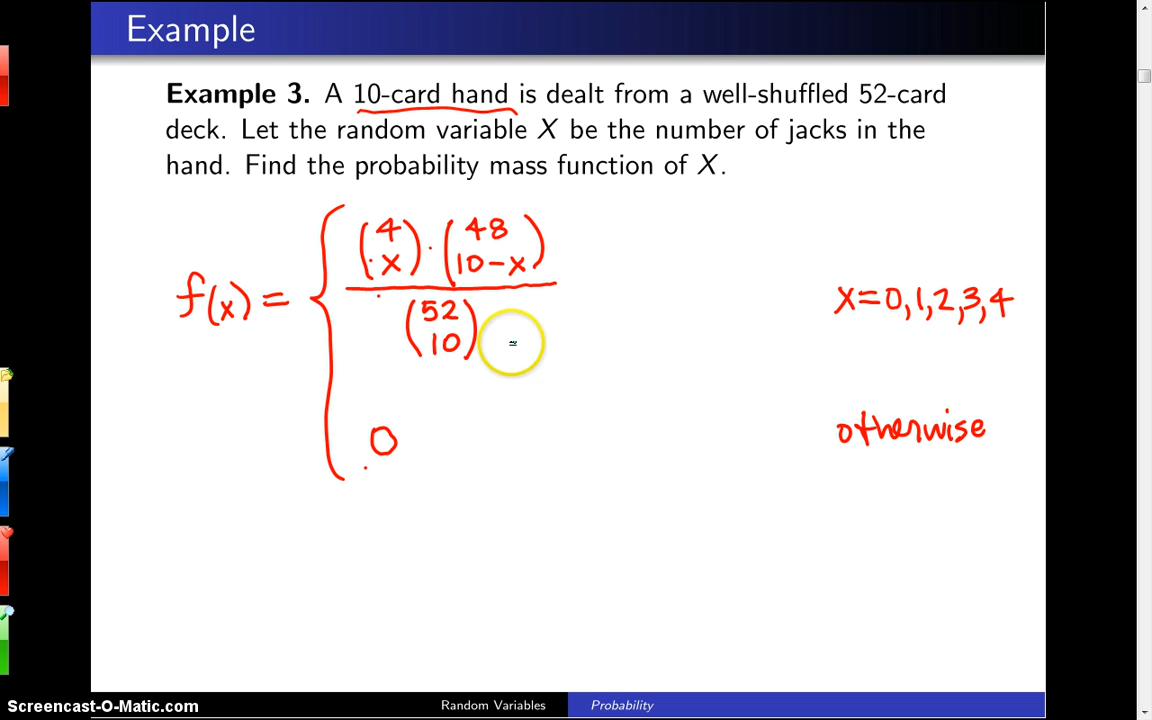 Example
Example 3. A 10-card hand is dealt from a well-shuffled 52-card
deck. Let the random variable X be the number of jacks in the
hand. Find the probability mass function of X.
f(x) = { (4 x) · (48 10-x) / (52 10) x=0,1,2,3,4
0 otherwise
Screencast-O-Matic.com
Random Variables Probability